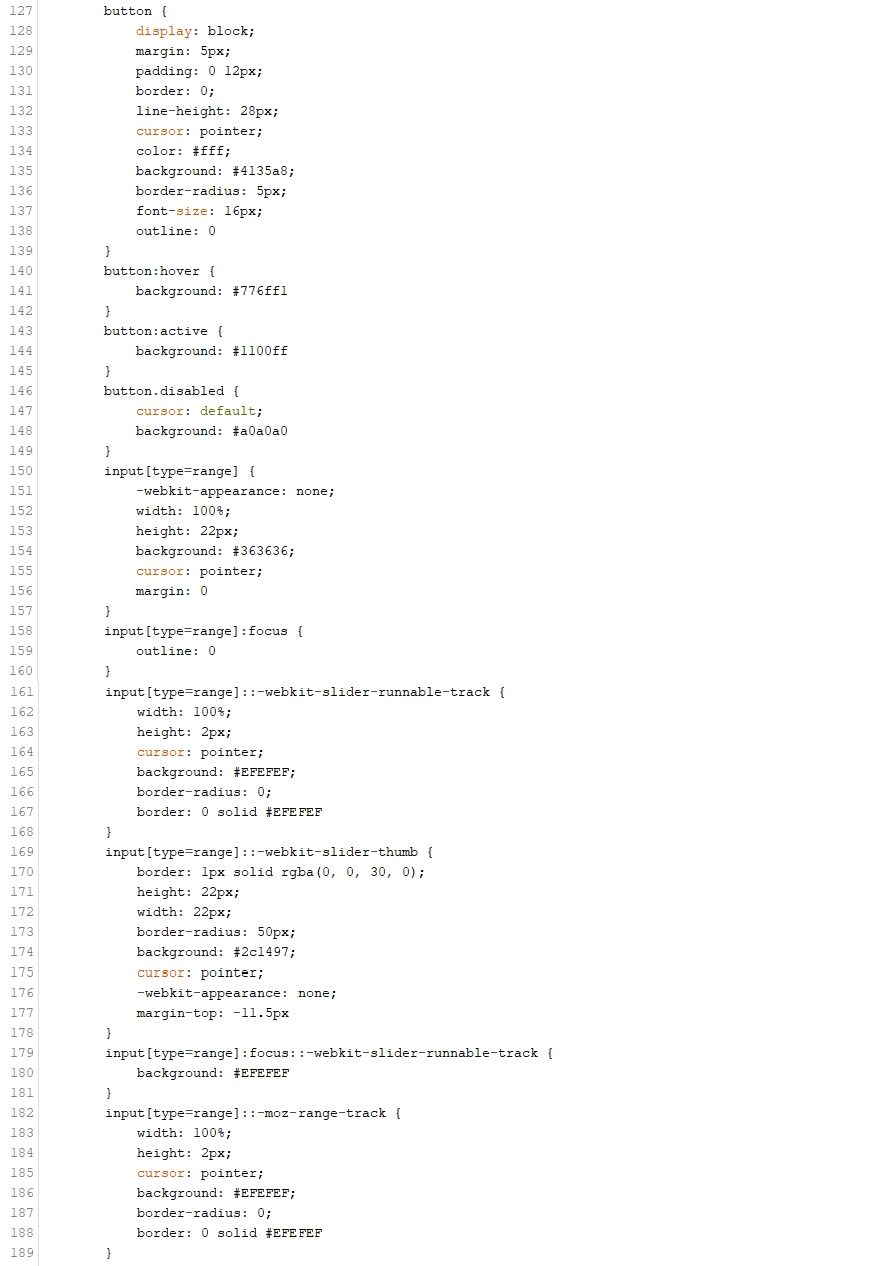 127 button {
128 display: block;
129 margin: 5px;
130 padding: 0 12px;
131 border: 0;
132 line-height: 28px;
133 cursor: pointer;
134 color: #fff;
135 background: #4135a8;
136 border-radius: 5px;
137 font-size: 16px;
138 outline: 0
139 }
140 button:hover {
141 background: #776ff1
142 }
143 button:active {
144 background: #1100ff
145 }
146 button.disabled {
147 cursor: default;
148 background: #a0a0a0
149 }
150 input[type=range] {
151 -webkit-appearance: none;
152 width: 100%;
153 height: 22px;
154 background: #363636;
155 cursor: pointer;
156 margin: 0
157 }
158 input[type=range]:focus {
159 outline: 0
160 }
161 input[type=range]::-webkit-slider-runnable-track {
162 width: 100%;
163 height: 2px;
164 cursor: pointer;
165 background: #EFEFEF;
166 border-radius: 0;
167 border: 0 solid #EFEFEF
168 }
169 input[type=range]::-webkit-slider-thumb {
170 border: 1px solid rgba(0, 0, 30, 0);
171 height: 22px;
172 width: 22px;
173 border-radius: 50px;
174 background: #2c1497;
175 cursor: pointer;
176 -webkit-appearance: none;
177 margin-top: -11.5px
178 }
179 input[type=range]:focus::-webkit-slider-runnable-track {
180 background: #EFEFEF
181 }
182 input[type=range]::-moz-range-track {
183 width: 100%;
184 height: 2px;
185 cursor: pointer;
186 background: #EFEFEF;
187 border-radius: 0;
188 border: 0 solid #EFEFEF
189 }